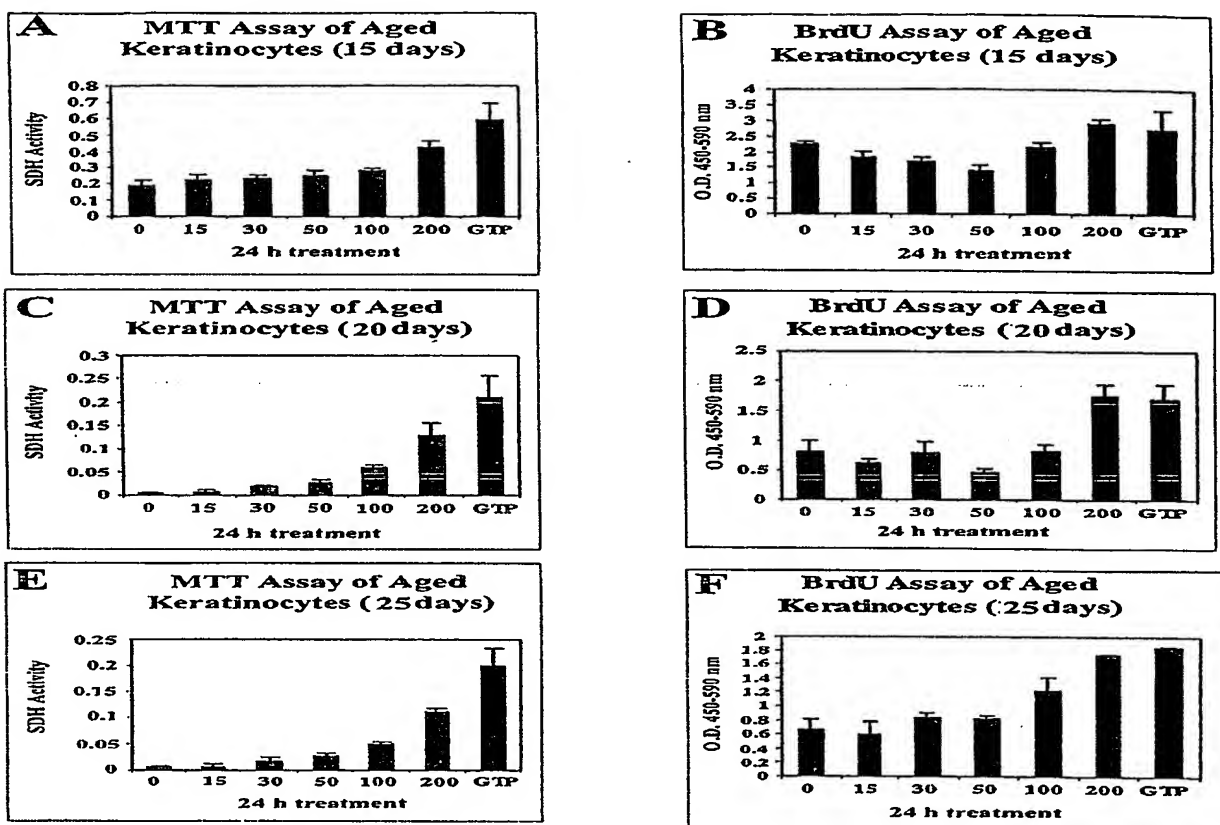 A
MTT Assay of Aged
Keratinocytes (15 days)
SDH Activity
0.8
0.7
0.6
0.5
0.4
0.3
0.2
0.1
0
0 15 30 50 100 200 GTP
24 h treatment
B
BrdU Assay of Aged
Keratinocytes (15 days)
O.D. 450-590 nm
4
3.5
3
2.5
2
1.5
1
0.5
0
0 15 30 50 100 200 GTP
24 h treatment
C
MTT Assay of Aged
Keratinocytes (20 days)
SDH Activity
0.3
0.25
0.2
0.15
0.1
0.05
0
0 15 30 50 100 200 GTP
24 h treatment
D
BrdU Assay of Aged
Keratinocytes (20 days)
O.D. 450-590 nm
2.5
2
1.5
1
0.5
0
0 15 30 50 100 200 GTP
24 h treatment
E
MTT Assay of Aged
Keratinocytes (25 days)
SDH Activity
0.25
0.2
0.15
0.1
0.05
0
0 15 30 50 100 200 GTP
24 h treatment
F
BrdU Assay of Aged
Keratinocytes (25 days)
O.D. 450-590 nm
2
1.8
1.6
1.4
1.2
1
0.8
0.6
0.4
0.2
0
0 15 30 50 100 200 GTP
24 h treatment